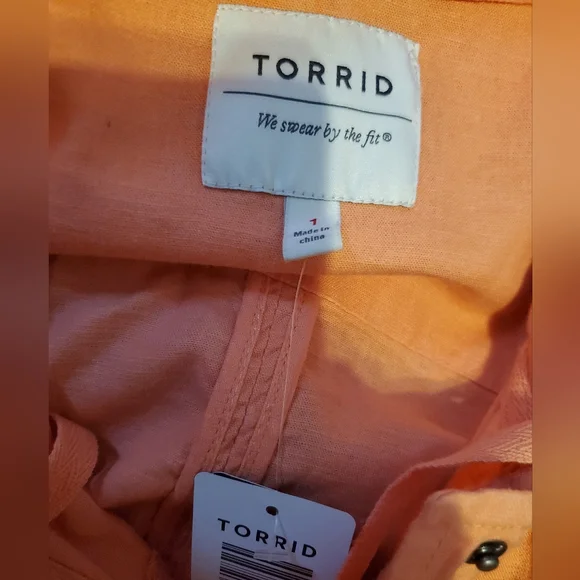 TORRID
We swear by the fit®
1
Made in
china
TORRID